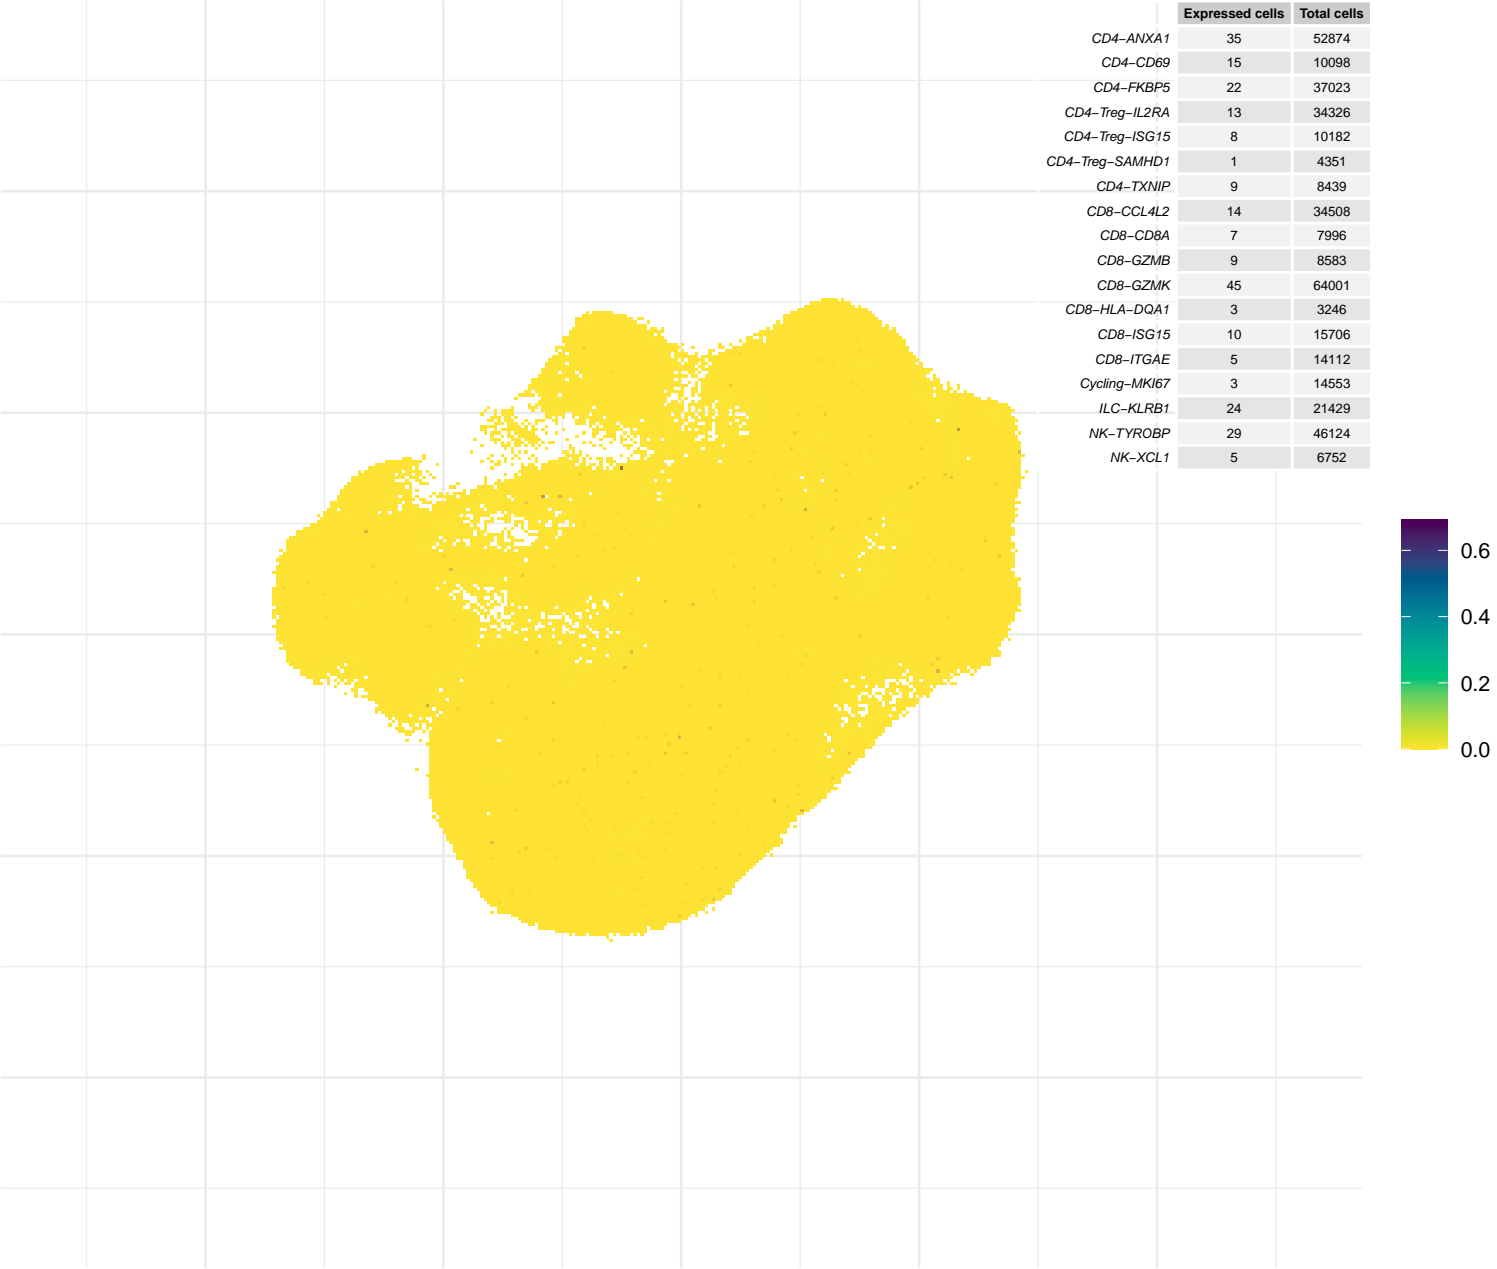 Expressed cells Total cells
CD4−ANXA1 35 52874
CD4−CD69 15 10098
CD4−FKBP5 22 37023
CD4−Treg−IL2RA 13 34326
CD4−Treg−ISG15 8 10182
CD4−Treg−SAMHD1 1 4351
CD4−TXNIP 9 8439
CD8−CCL4L2 14 34508
CD8−CD8A 7 7996
CD8−GZMB 9 8583
CD8−GZMK 45 64001
CD8−HLA−DQA1 3 3246
CD8−ISG15 10 15706
CD8−ITGAE 5 14112
Cycling−MKI67 3 14553
ILC−KLRB1 24 21429
NK−TYROBP 29 46124
NK−XCL1 5 6752
0.6
0.4
0.2
0.0